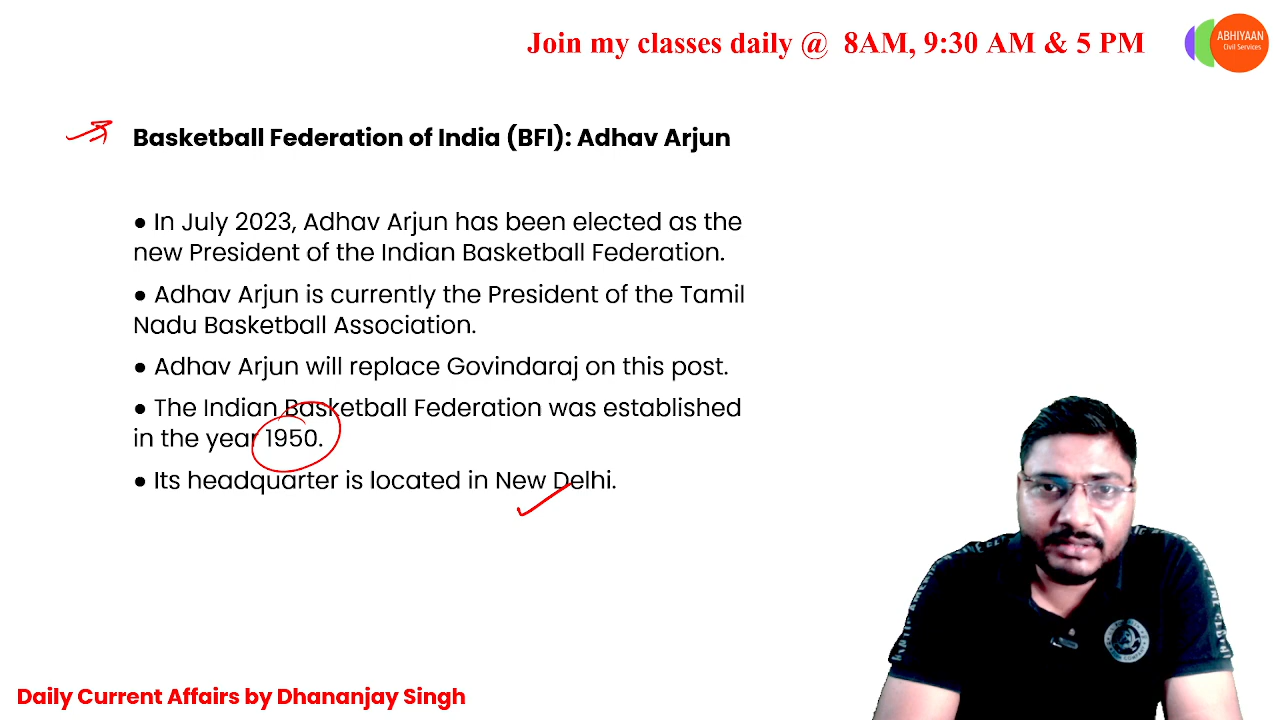 Join my classes daily @ 8AM, 9:30 AM & 5 PM
ABHIYAAN
Civil Services
Basketball Federation of India (BFI): Adhav Arjun
● In July 2023, Adhav Arjun has been elected as the
new President of the Indian Basketball Federation.
● Adhav Arjun is currently the President of the Tamil
Nadu Basketball Association.
● Adhav Arjun will replace Govindaraj on this post.
● The Indian Basketball Federation was established
in the year 1950.
● Its headquarter is located in New Delhi.
Daily Current Affairs by Dhananjay Singh